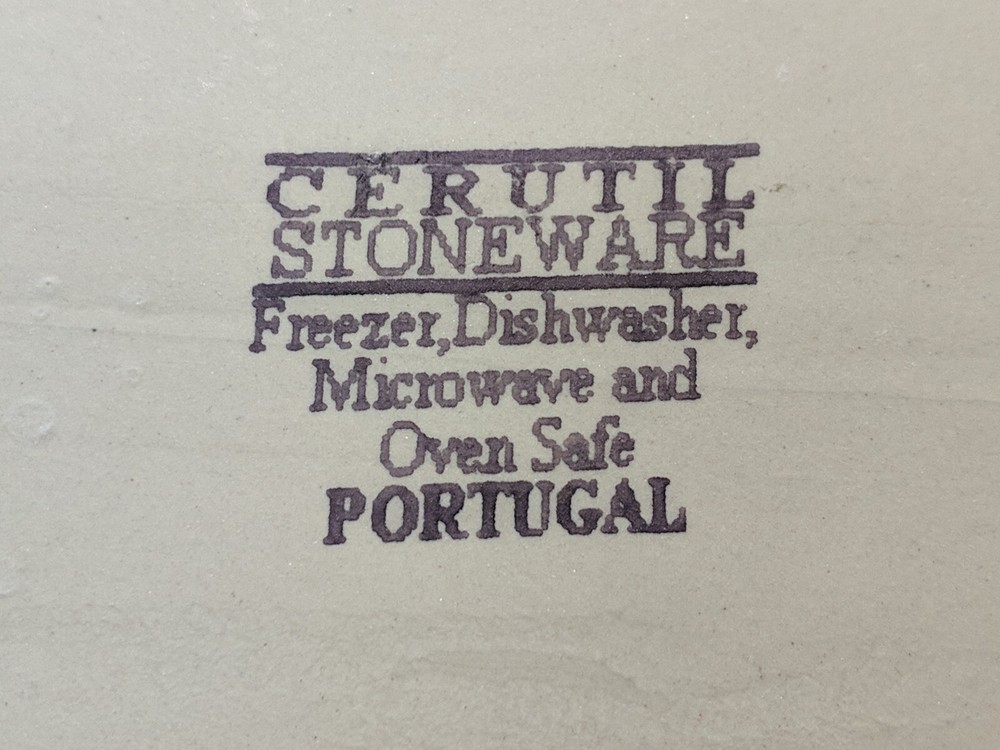 CERUTIL
STONEWARE
Freezer, Dishwasher,
Microwave and
Oven Safe
PORTUGAL